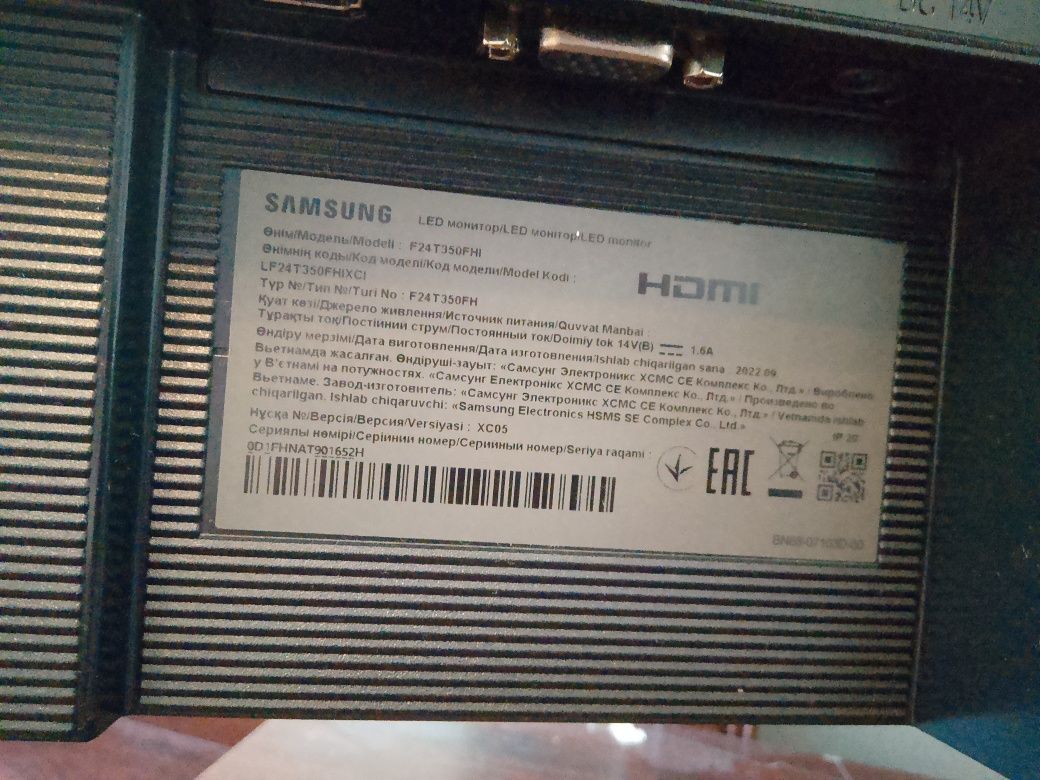 DC 14V
SAMSUNG LED монитор/LED монітор/LED monitor
Өнім/Модель/Modeli : F24T350FHI
Өнімнің коды/Код моделі/Код модели/Model Kodi :
LF24T350FHIXCI
HDMI
Түр №/Тип №/Turi No : F24T350FH
Қуат көзі/Джерело живлення/Источник питания/Quvvat Manbai :
Тұрақты ток/Постіінии струм/Постоянный ток/Doimiy tok 14V(B) 1.6A
Өндіру мерзімі/Дата виготовлення/Дата изготовления/Ishlab chiqarilgan sana : 2022.09
Вьетнамда жасалған. Өндіруші-зауыт: «Самсунг Электроникс ХСМС СЕ Комплекс Ко., Лтд.» / Вироблено
у В'єтнамі на потужностях. «Самсунг Електронікс ХСМС СЕ Комплекс Ко., Лтд.» / Произведено во
Вьетнаме. Завод-изготовитель: «Самсунг Электроникс ХСМС СЕ Комплекс Ко., Лтд.» / Vetnamda ishlab
chiqarilgan. Ishlab chiqaruvchi: «Samsung Electronics HSMS SE Complex Co., Ltd.»
Нұсқа №/Версія/Версия/Versiyasi : XC05
IP 20
Сериялы нөмірі/Серіинии номер/Серийный номер/Seriya raqami :
0D1FHNAT901652H
EAC